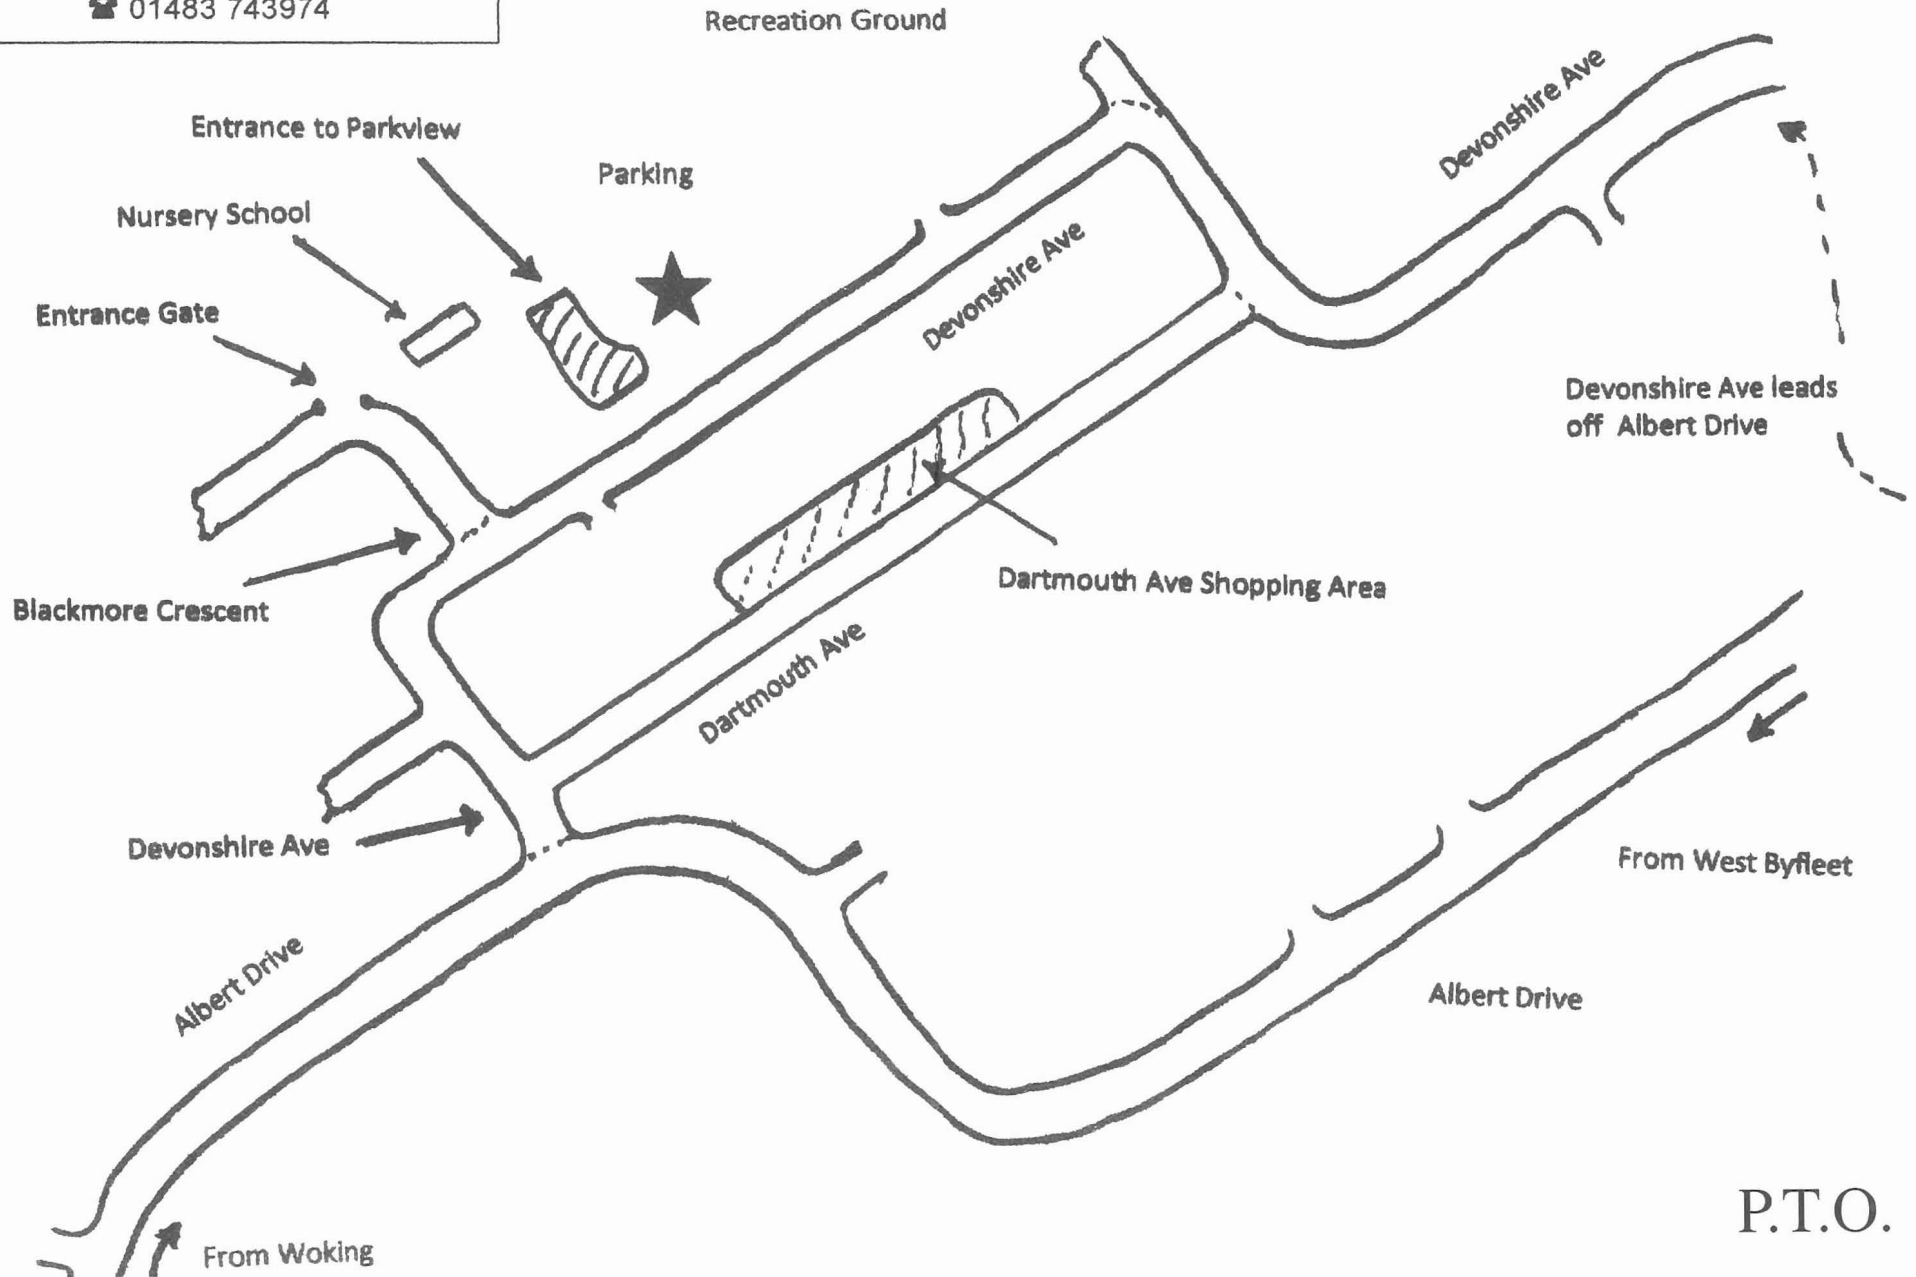 ☎ 01483 743974
Recreation Ground
Devonshire Ave
Entrance to Parkview
Parking
Nursery School
Entrance Gate
Devonshire Ave
Devonshire Ave leads
off Albert Drive
Dartmouth Ave Shopping Area
Blackmore Crescent
Dartmouth Ave
Devonshire Ave
From West Byfleet
Albert Drive
Albert Drive
P.T.O.
From Woking